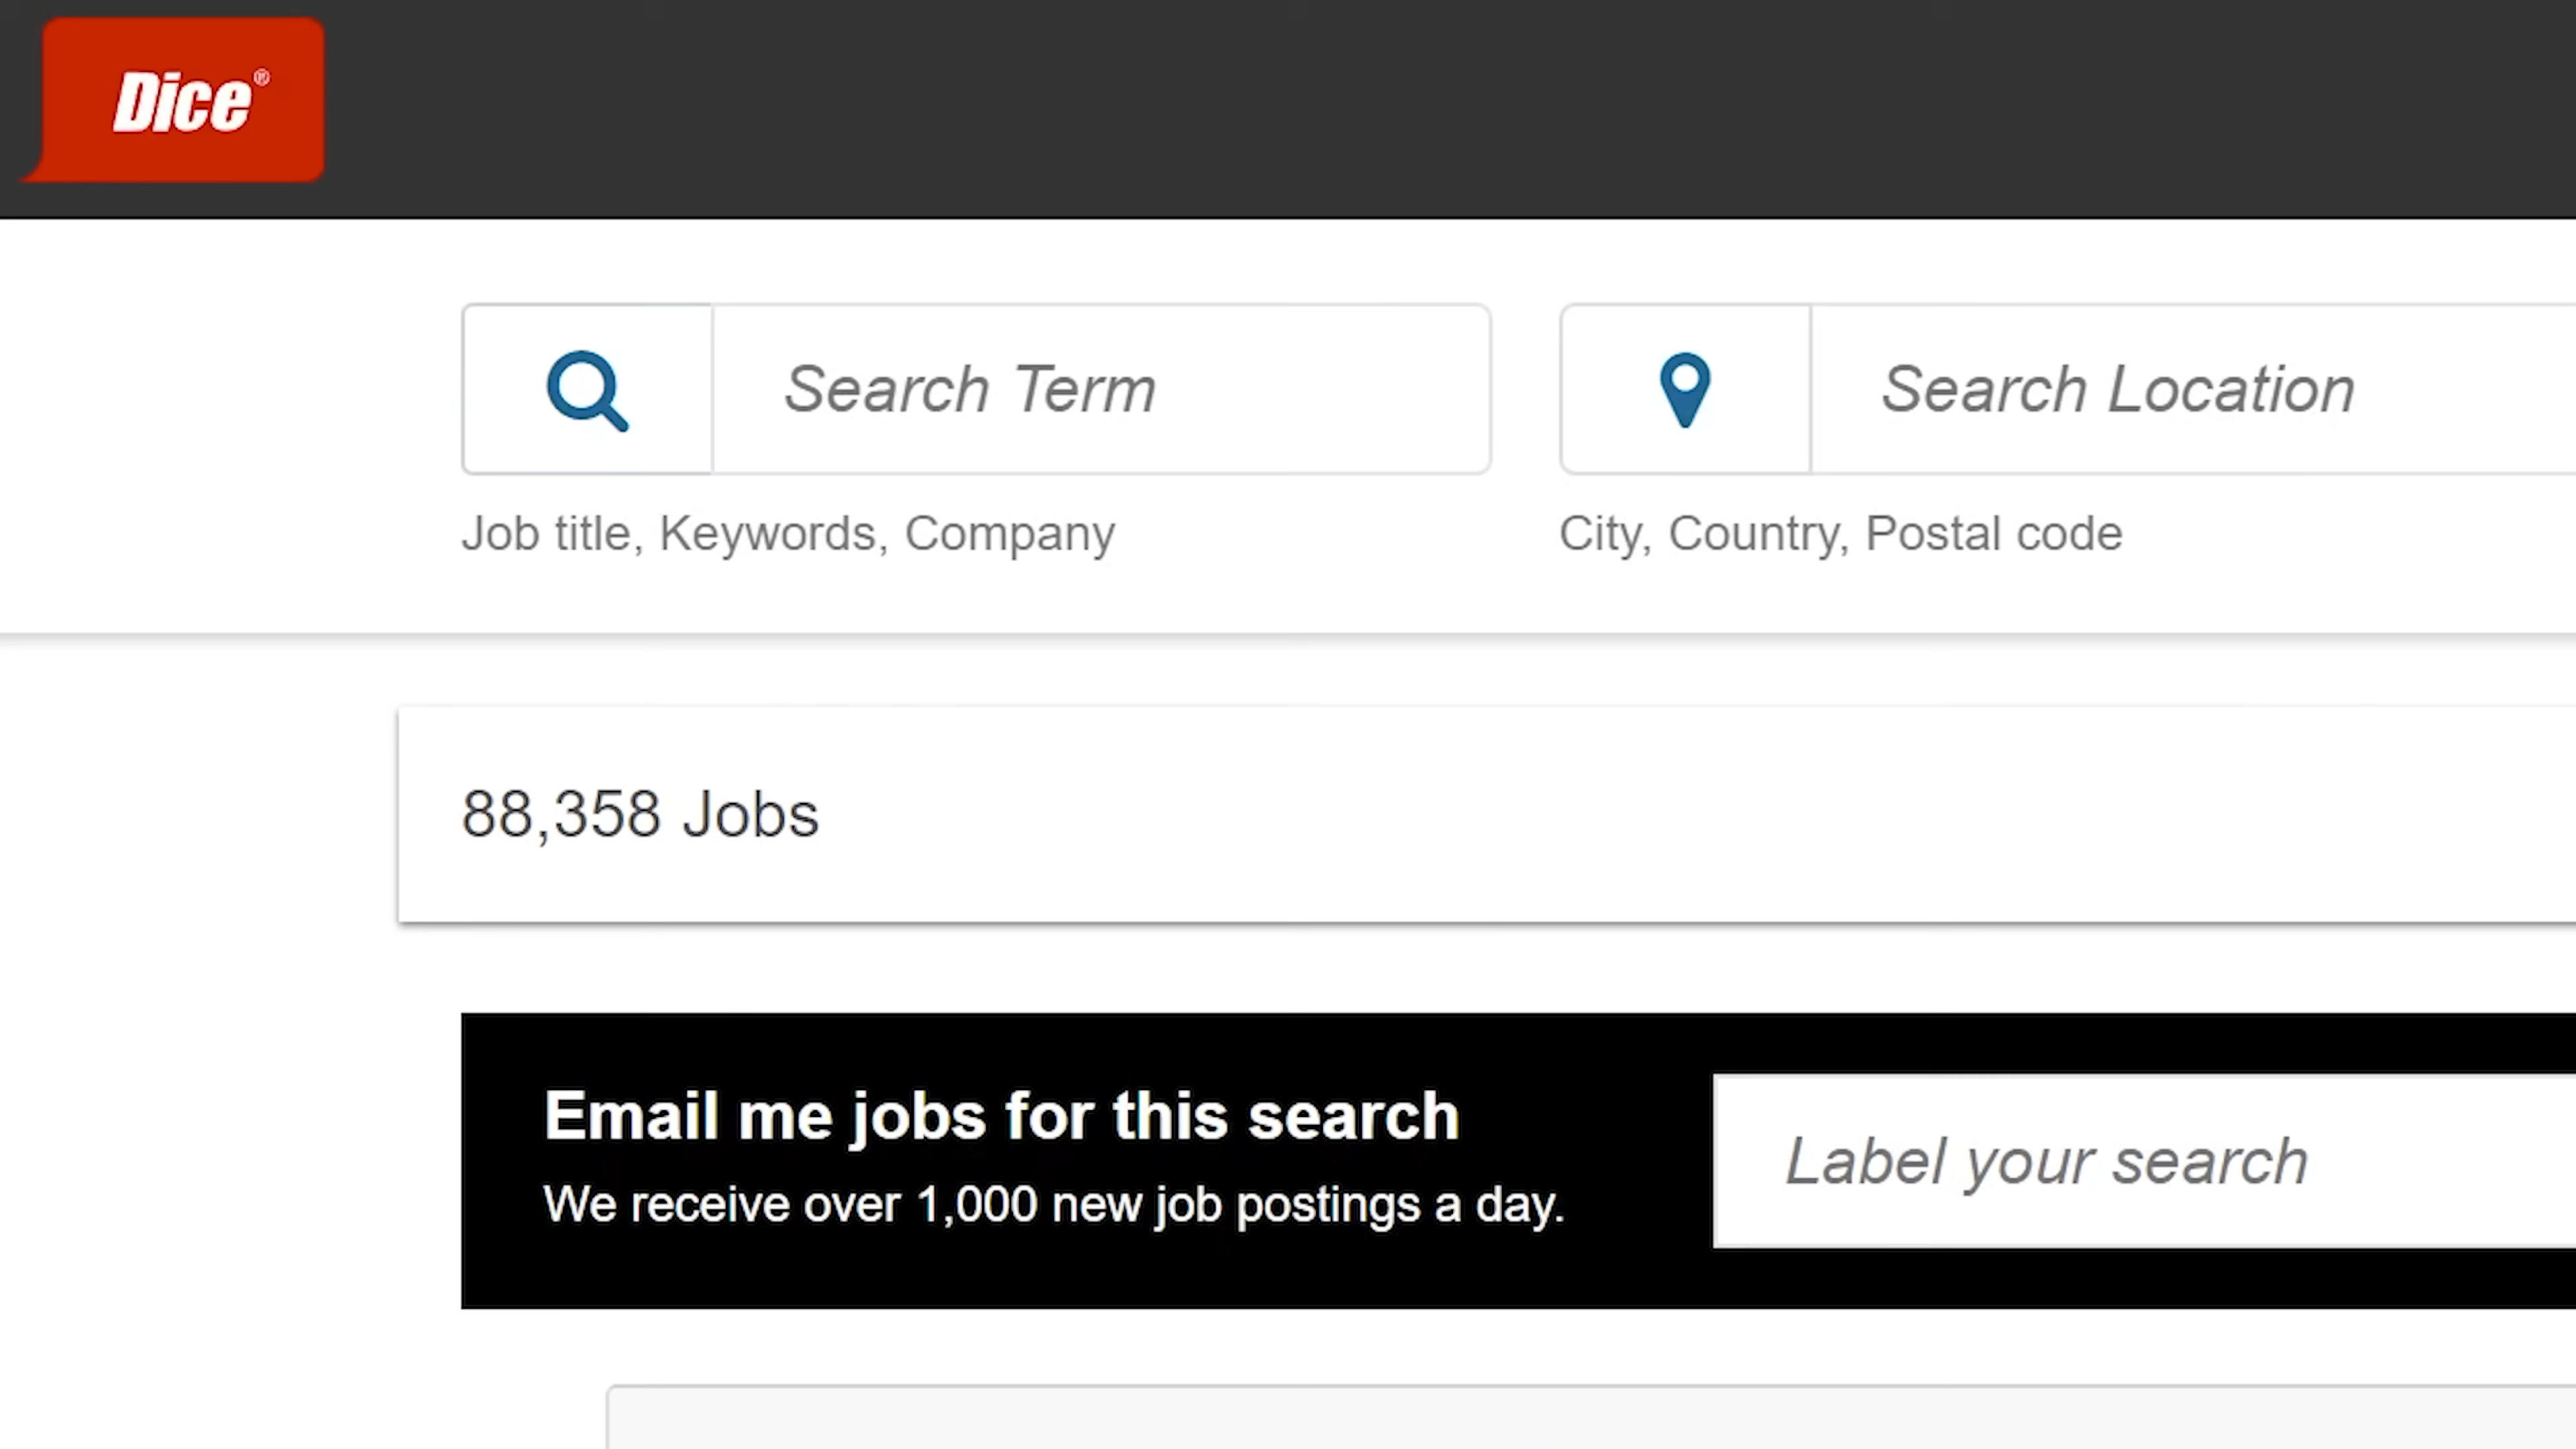 Dice®
Search Term
Search Location
Job title, Keywords, Company
City, Country, Postal code
88,358 Jobs
Email me jobs for this search
We receive over 1,000 new job postings a day.
Label your search